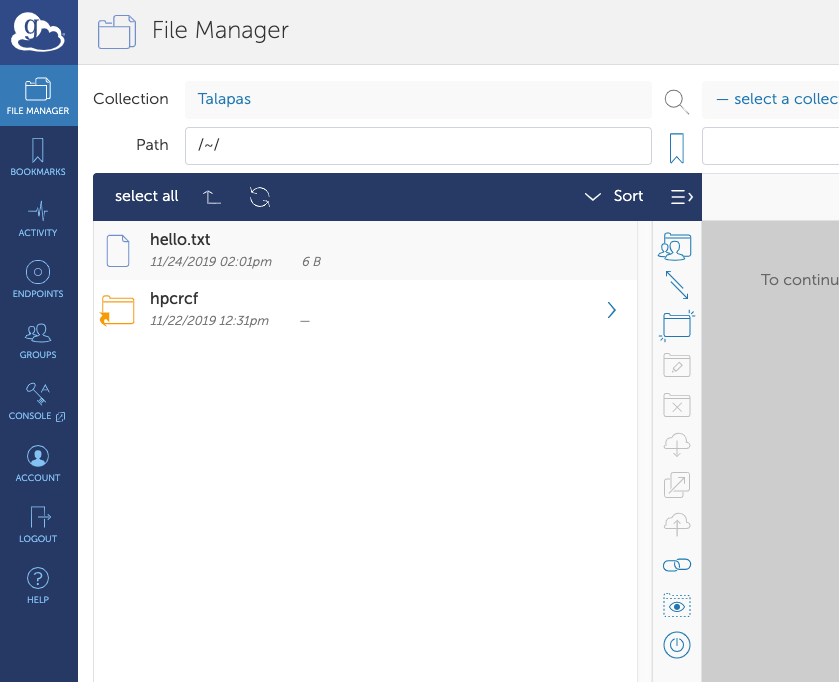 g
File Manager
FILE MANAGER
BOOKMARKS
ACTIVITY
ENDPOINTS
GROUPS
CONSOLE
ACCOUNT
LOGOUT
?
HELP
Collection
Talapas
— select a collec
Path
/~/
select all
Sort
hello.txt
11/24/2019 02:01pm 6 B
hpcrcf
11/22/2019 12:31pm —
To continu